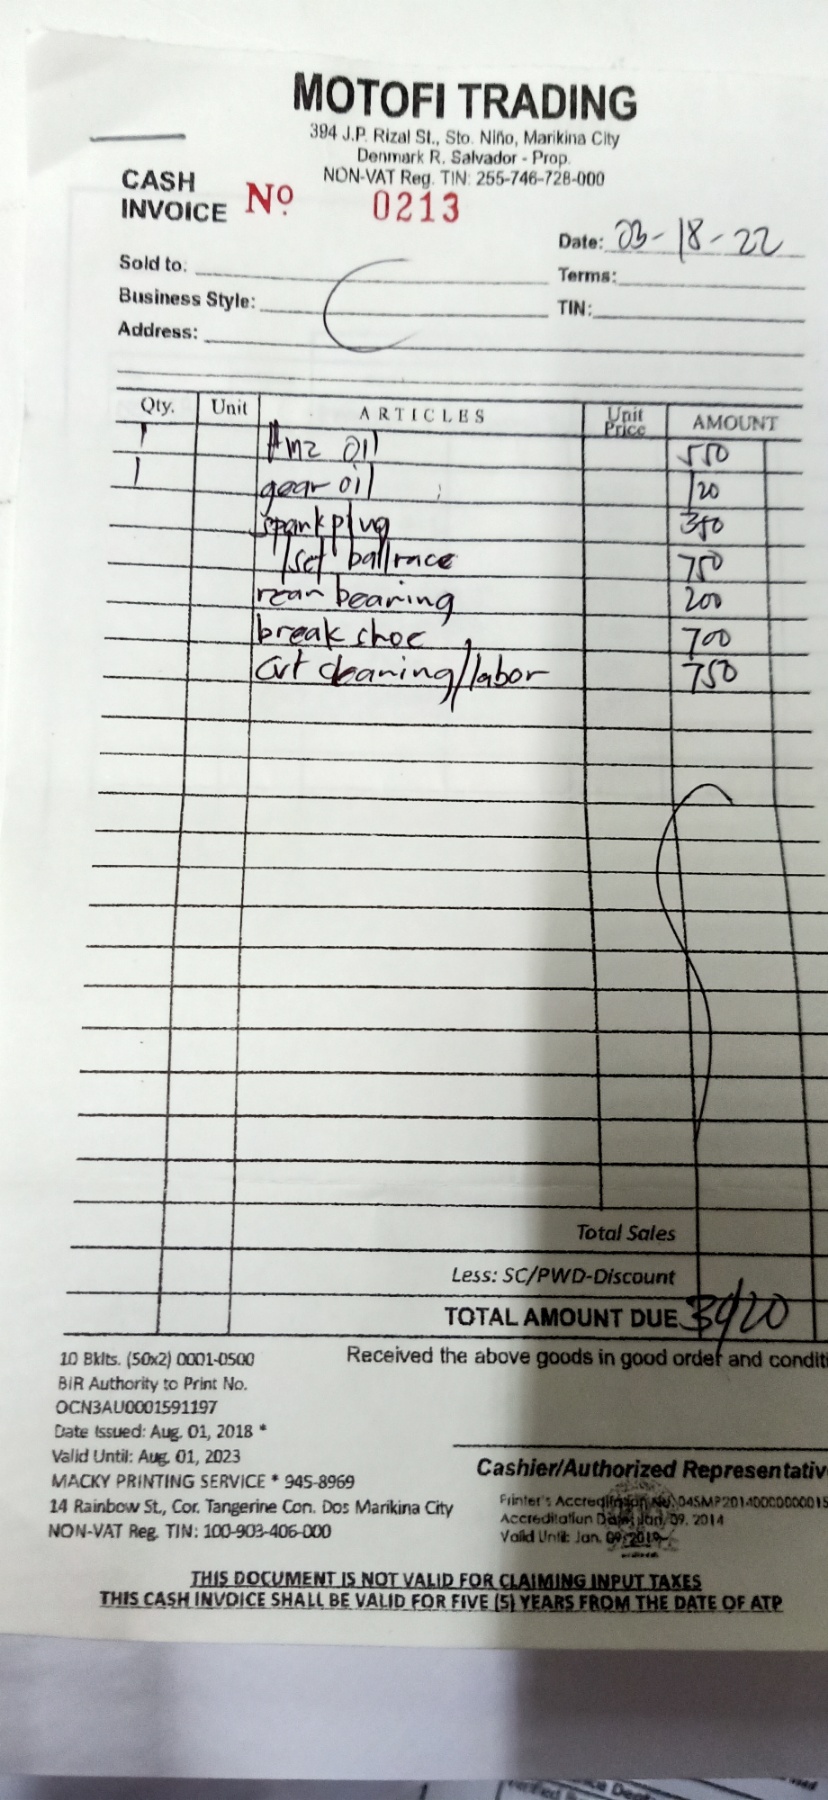 MOTOFI TRADING
394 J.P. Rizal St., Sto. Niño, Marikina City
Denmark R. Salvador - Prop.
NON-VAT Reg. TIN: 255-746-728-000
CASH INVOICE Nº 0213
Date: 03-18-22
Sold to:
Terms:
Business Style:
TIN:
Address:
Qty. Unit ARTICLES Unit Price AMOUNT
1 oil 550
1 gear oil 120
spark plug 350
1 set ball race 750
rear bearing 200
break shoe 700
cvt cleaning/labor 750
Total Sales
Less: SC/PWD-Discount
TOTAL AMOUNT DUE 3420
10 Bklts. (50x2) 0001-0500
Received the above goods in good order and conditi
BIR Authority to Print No.
OCN3AU0001591197
Date Issued: Aug. 01, 2018 *
Valid Until: Aug. 01, 2023
MACKY PRINTING SERVICE * 945-8969
14 Rainbow St., Cor. Tangerine Con. Dos Marikina City
NON-VAT Reg. TIN: 100-903-406-000
Cashier/Authorized Representativ
Printer's Accreditation No. 045MP20140000000015
Accreditation Date: Jan. 09. 2014
Valid Until: Jan. 09, 2019
THIS DOCUMENT IS NOT VALID FOR CLAIMING INPUT TAXES
THIS CASH INVOICE SHALL BE VALID FOR FIVE (5) YEARS FROM THE DATE OF ATP